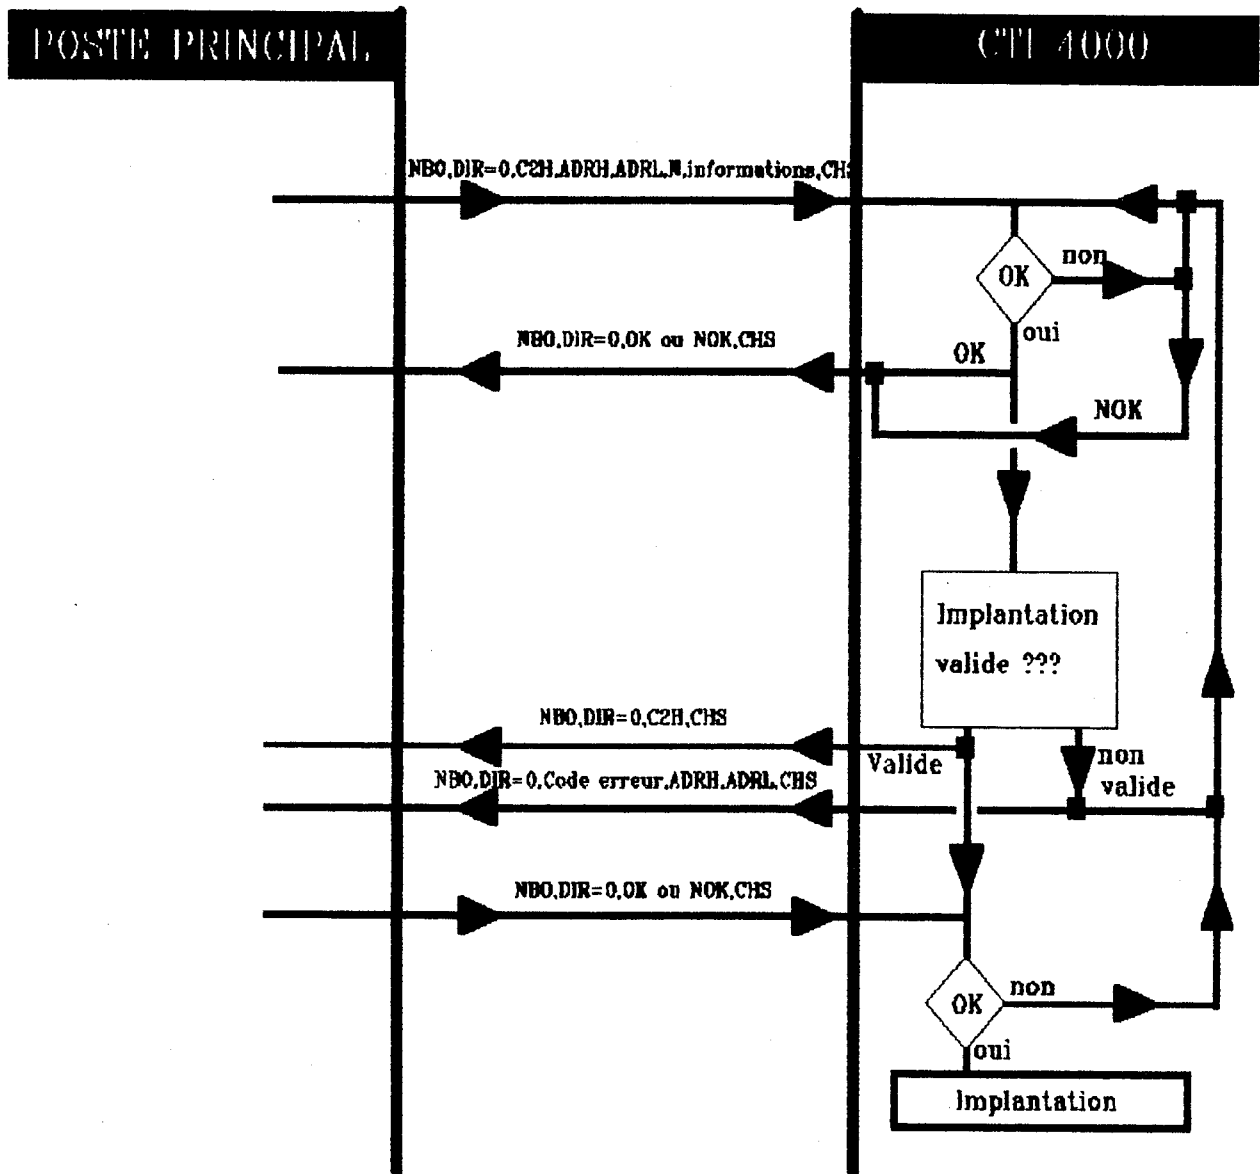 POSTE PRINCIPAL
CTI 4000
NBO,DIR=0,C2H,ADRH,ADRL,N,informations,CHS
non
OK
oui
NBO,DIR=0,OK ou NOK,CHS
OK
NOK
Implantation
valide ???
NBO,DIR=0,C2H,CHS
Valide
non
valide
NBO,DIR=0,Code erreur,ADRH,ADRL,CHS
NBO,DIR=0,OK ou NOK,CHS
OK
non
oui
Implantation